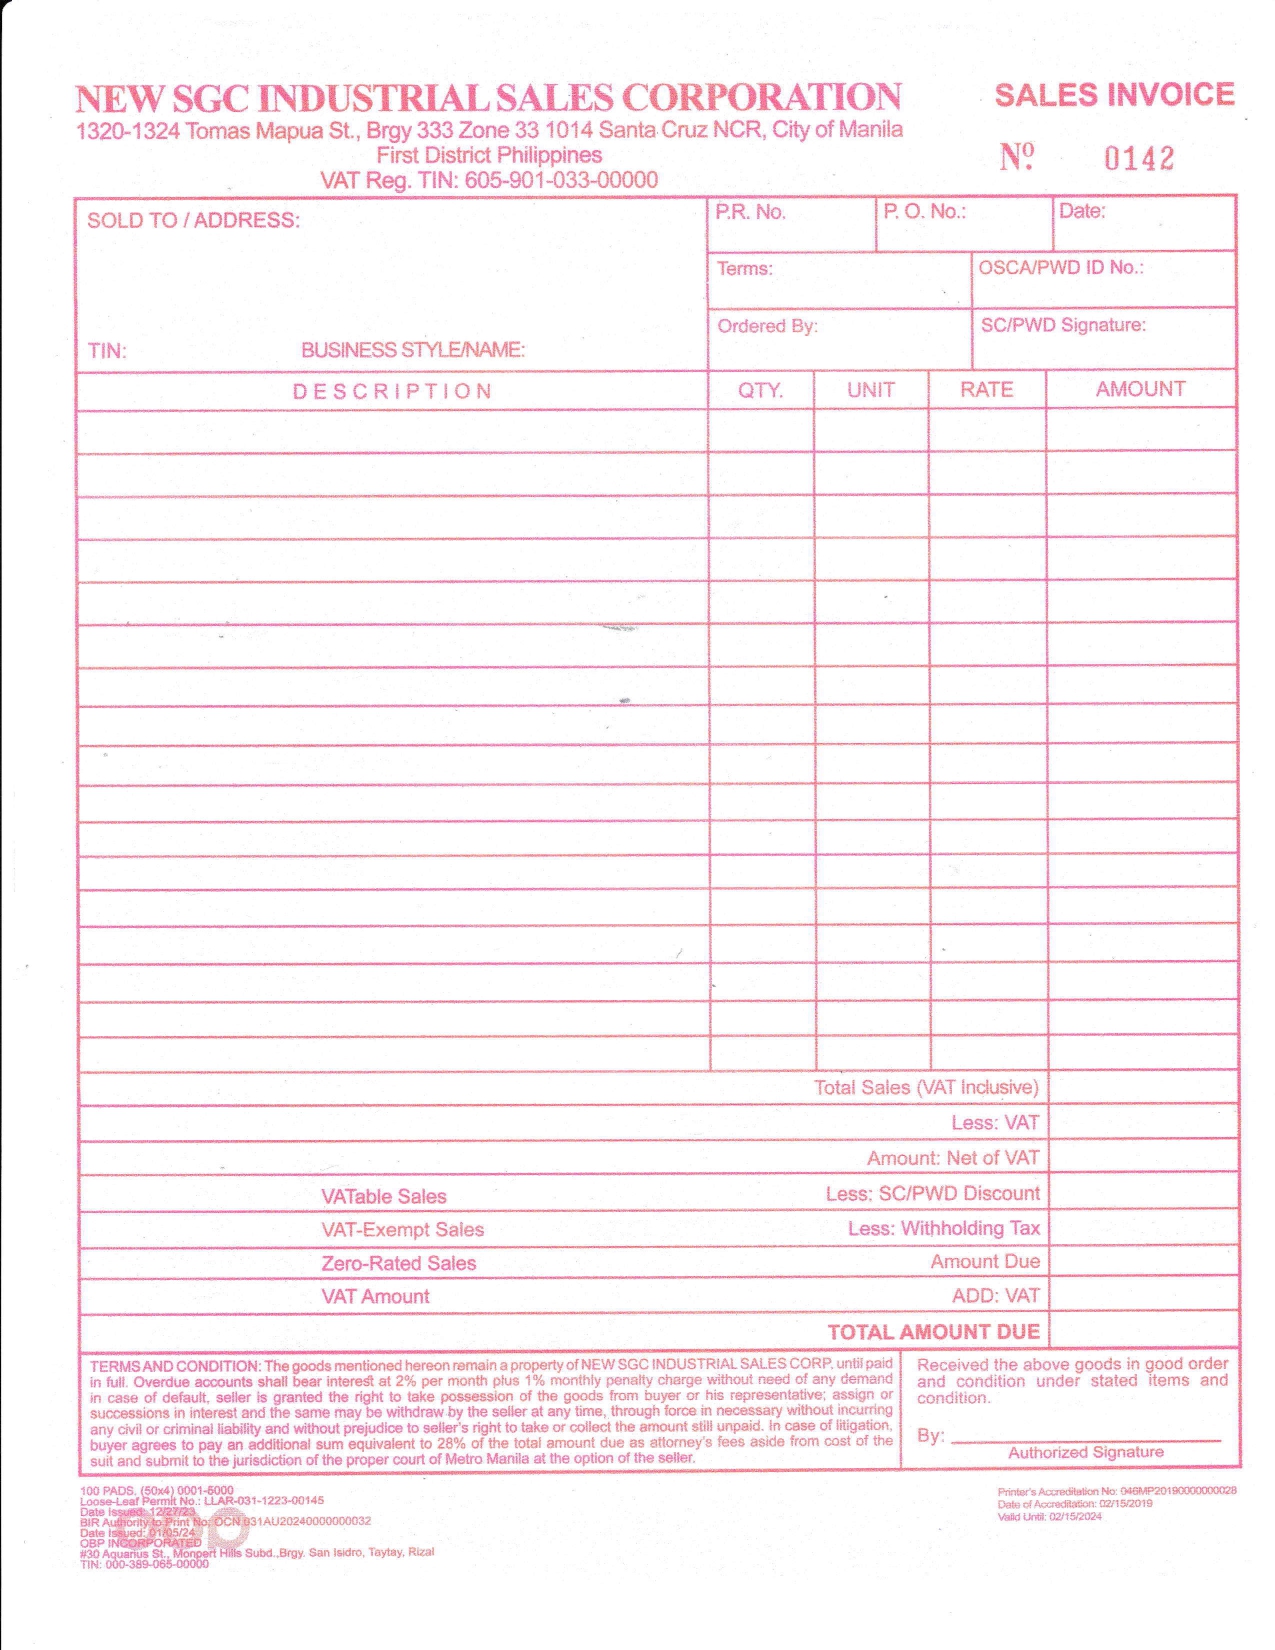 NEW SGC INDUSTRIAL SALES CORPORATION
1320-1324 Tomas Mapua St., Brgy 333 Zone 33 1014 Santa Cruz NCR, City of Manila
First District Philippines
VAT Reg. TIN: 605-901-033-00000
SALES INVOICE
Nº 0142
SOLD TO / ADDRESS:
TIN: BUSINESS STYLE/NAME:
P.R. No. P. O. No.: Date:
Terms: OSCA/PWD ID No.:
Ordered By: SC/PWD Signature:
DESCRIPTION QTY. UNIT RATE AMOUNT
Total Sales (VAT Inclusive)
Less: VAT
Amount: Net of VAT
VATable Sales Less: SC/PWD Discount
VAT-Exempt Sales Less: Withholding Tax
Zero-Rated Sales Amount Due
VAT Amount ADD: VAT
TOTAL AMOUNT DUE
TERMS AND CONDITION: The goods mentioned hereon remain a property of NEW SGC INDUSTRIAL SALES CORP, until paid
in full. Overdue accounts shall bear interest at 2% per month plus 1% monthly penalty charge without need of any demand
in case of default, seller is granted the right to take possession of the goods from buyer or his representative; assign or
successions in interest and the same may be withdraw by the seller at any time, through force in necessary without incurring
any civil or criminal liability and without prejudice to seller's right to take or collect the amount still unpaid. In case of litigation,
buyer agrees to pay an additional sum equivalent to 28% of the total amount due as attorney's fees aside from cost of the
suit and submit to the jurisdiction of the proper court of Metro Manila at the option of the seller.
Received the above goods in good order
and condition under stated items and
condition.
By:
Authorized Signature
100 PADS, (50x4) 0001-5000
Loose-Leaf Permit No.: LLAR-031-1223-00145
Date Issued: 12/27/23
BIR Authority to Print No: OCN 031AU20240000000032
Date Issued: 01/05/24
OBP INCORPORATED
#30 Aquarius St., Monpert Hills Subd.,Brgy. San Isidro, Taytay, Rizal
TIN: 000-389-065-00000
Printer's Accreditation No: 046MP20190000000028
Date of Accreditation: 02/15/2019
Valid Until: 02/15/2024